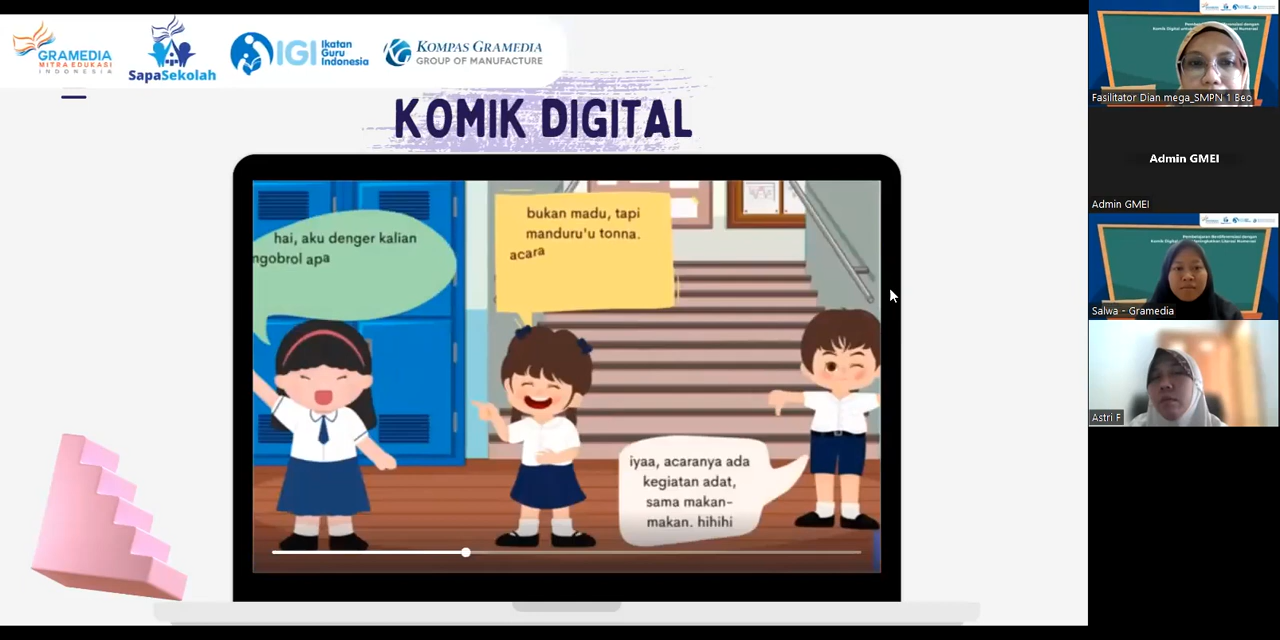 GRAMEDIA
MITRA EDUKASI
INDONESIA
SapaSekolah
IGI Ikatan
Guru
Indonesia
KOMPAS GRAMEDIA
GROUP OF MANUFACTURE
KOMIK DIGITAL
hai, aku denger kalian
ngobrol apa
bukan madu, tapi
manduru'u tonna.
acara
iyaa, acaranya ada
kegiatan adat,
sama makan-
makan. hihihi
Fasilitator Dian mega_SMPN 1 Beo
Admin GMEI
Admin GMEI
Salwa - Gramedia
Astri F